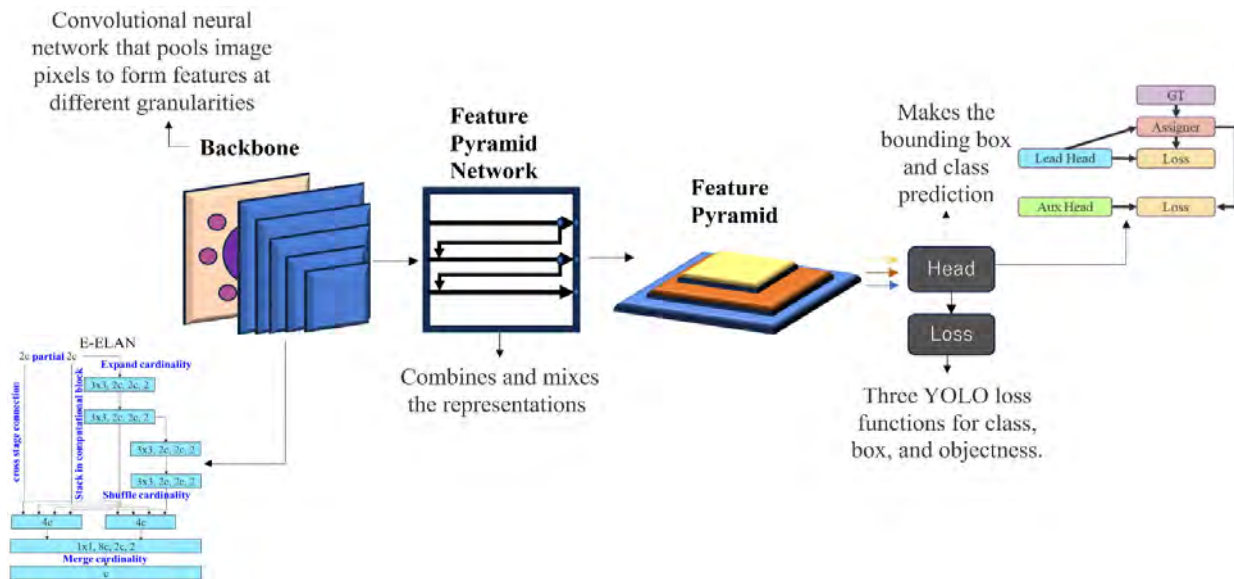 Convolutional neural
network that pools image
pixels to form features at
different granularities
Backbone
Feature
Pyramid
Network
Combines and mixes
the representations
Feature
Pyramid
Makes the
bounding box
and class
prediction
Head
Loss
Three YOLO loss
functions for class,
box, and objectness.
GT
Assigner
Lead Head
Loss
Aux Head
Loss
E-ELAN
2c partial 2c
Expand cardinality
cross stage connection
Stack in computational block
3x3, 2c, 2c, 2
3x3, 2c, 2c, 2
3x3, 2c, 2c, 2
3x3, 2c, 2c, 2
Shuffle cardinality
4c
4c
1x1, 8c, 2c, 2
Merge cardinality